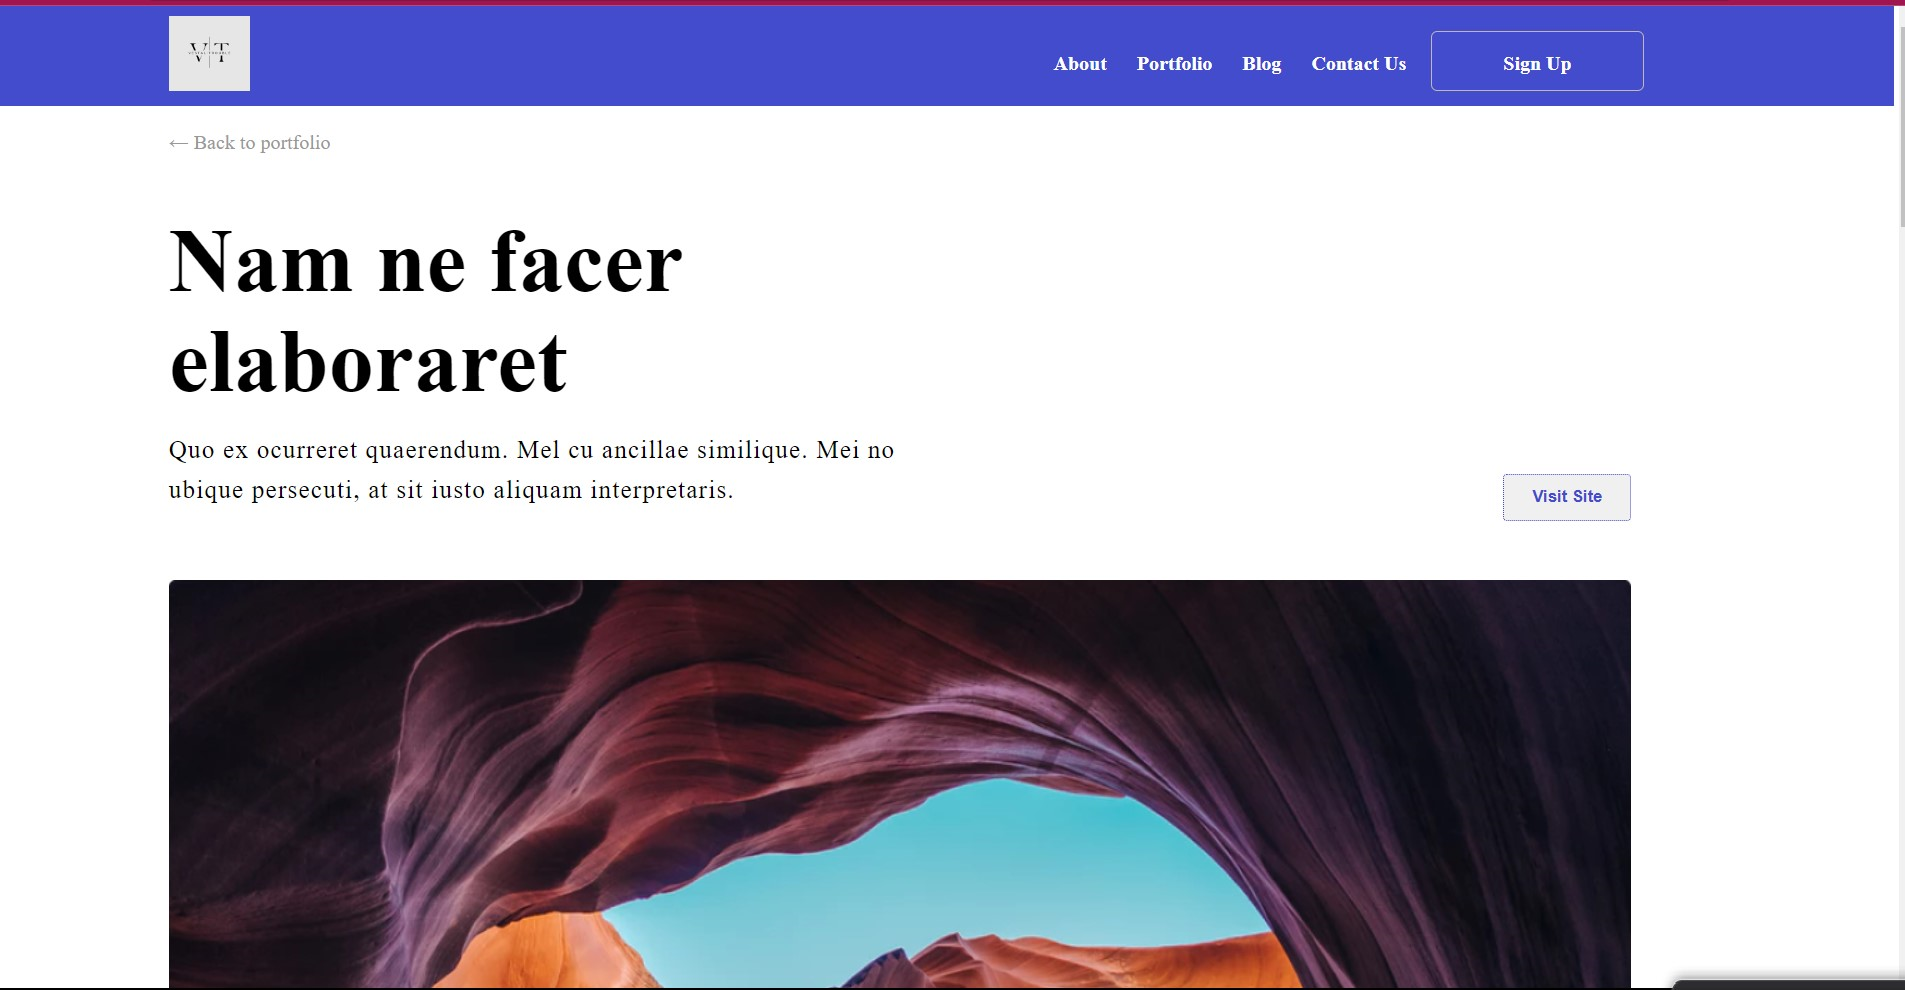 VT
About Portfolio Blog Contact Us Sign Up
← Back to portfolio
Nam ne facer
elaboraret
Quo ex ocurreret quaerendum. Mel cu ancillae similique. Mei no
ubique persecuti, at sit iusto aliquam interpretaris.
Visit Site